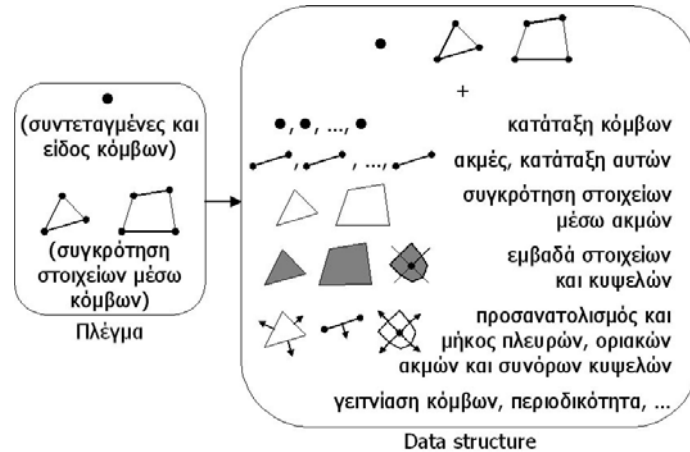 (συντεταγμένες και
είδος κόμβων)
(συγκρότηση
στοιχείων μέσω
κόμβων)
Πλέγμα
+
, , ..., κατάταξη κόμβων
, , ..., ακμές, κατάταξη αυτών
συγκρότηση στοιχείων
μέσω ακμών
εμβαδά στοιχείων
και κυψελών
προσανατολισμός και
μήκος πλευρών, οριακών
ακμών και συνόρων κυψελών
γειτνίαση κόμβων, περιοδικότητα, ...
Data structure